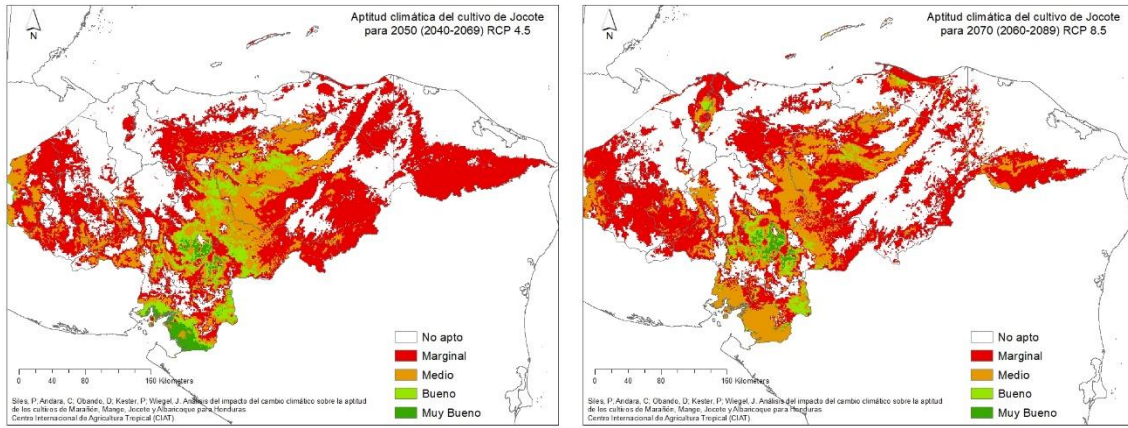 Aptitud climática del cultivo de Jocote
para 2050 (2040-2069) RCP 4.5
N
No apto
Marginal
Medio
Bueno
Muy Bueno
0 20 40 80 120 160 Kilometers
Siles, P; Andara, C; Obando, D; Kester, P; Wiegel, J. Análisis del impacto del cambio climático sobre la aptitud
de los cultivos de Marañón, Mango, Jocote y Albaricoque para Honduras
Centro Internacional de Agricultura Tropical (CIAT).
Aptitud climática del cultivo de Jocote
para 2070 (2060-2089) RCP 8.5
N
No apto
Marginal
Medio
Bueno
Muy Bueno
0 20 40 80 120 160 Kilometers
Siles, P; Andara, C; Obando, D; Kester, P; Wiegel, J. Análisis del impacto del cambio climático sobre la aptitud
de los cultivos de Marañón, Mango, Jocote y Albaricoque para Honduras
Centro Internacional de Agricultura Tropical (CIAT).